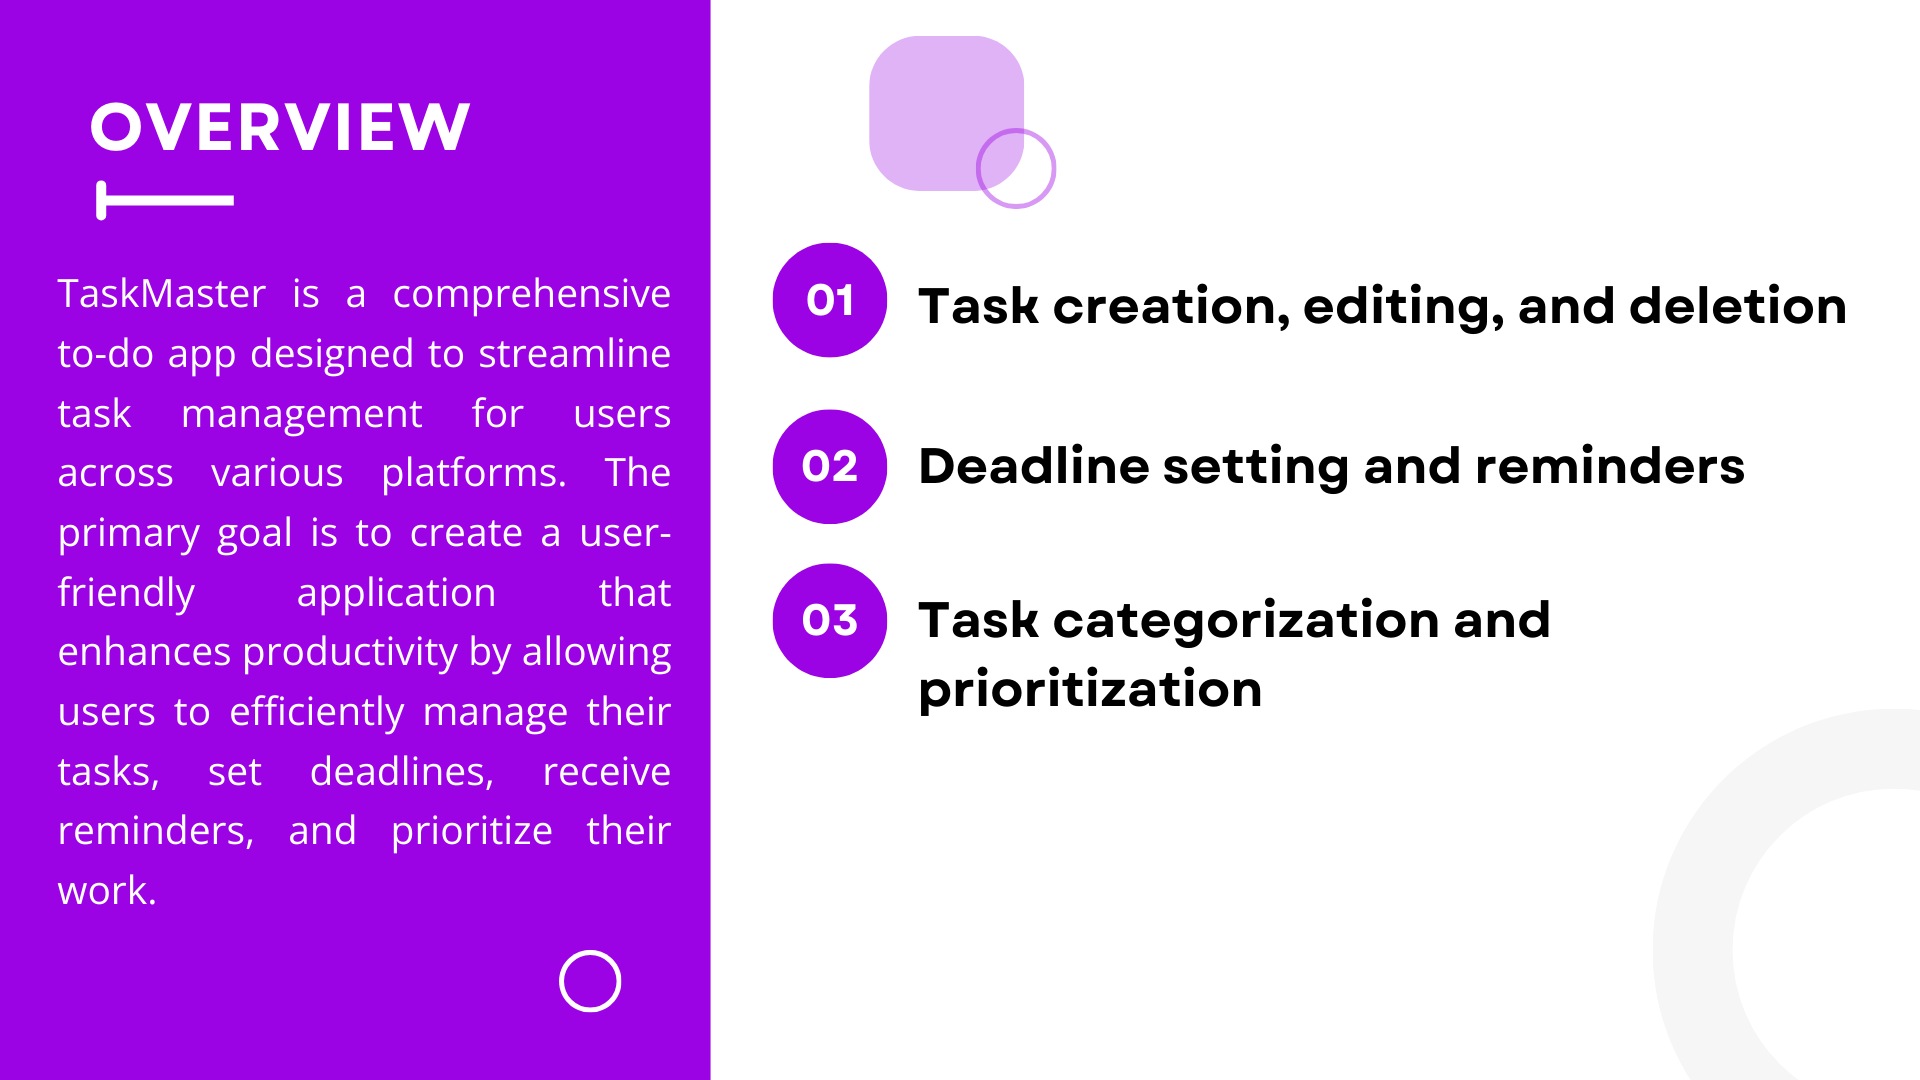 OVERVIEW
TaskMaster is a comprehensive
to-do app designed to streamline
task management for users
across various platforms. The
primary goal is to create a user-
friendly application that
enhances productivity by allowing
users to efficiently manage their
tasks, set deadlines, receive
reminders, and prioritize their
work.
01
Task creation, editing, and deletion
02
Deadline setting and reminders
03
Task categorization and
prioritization